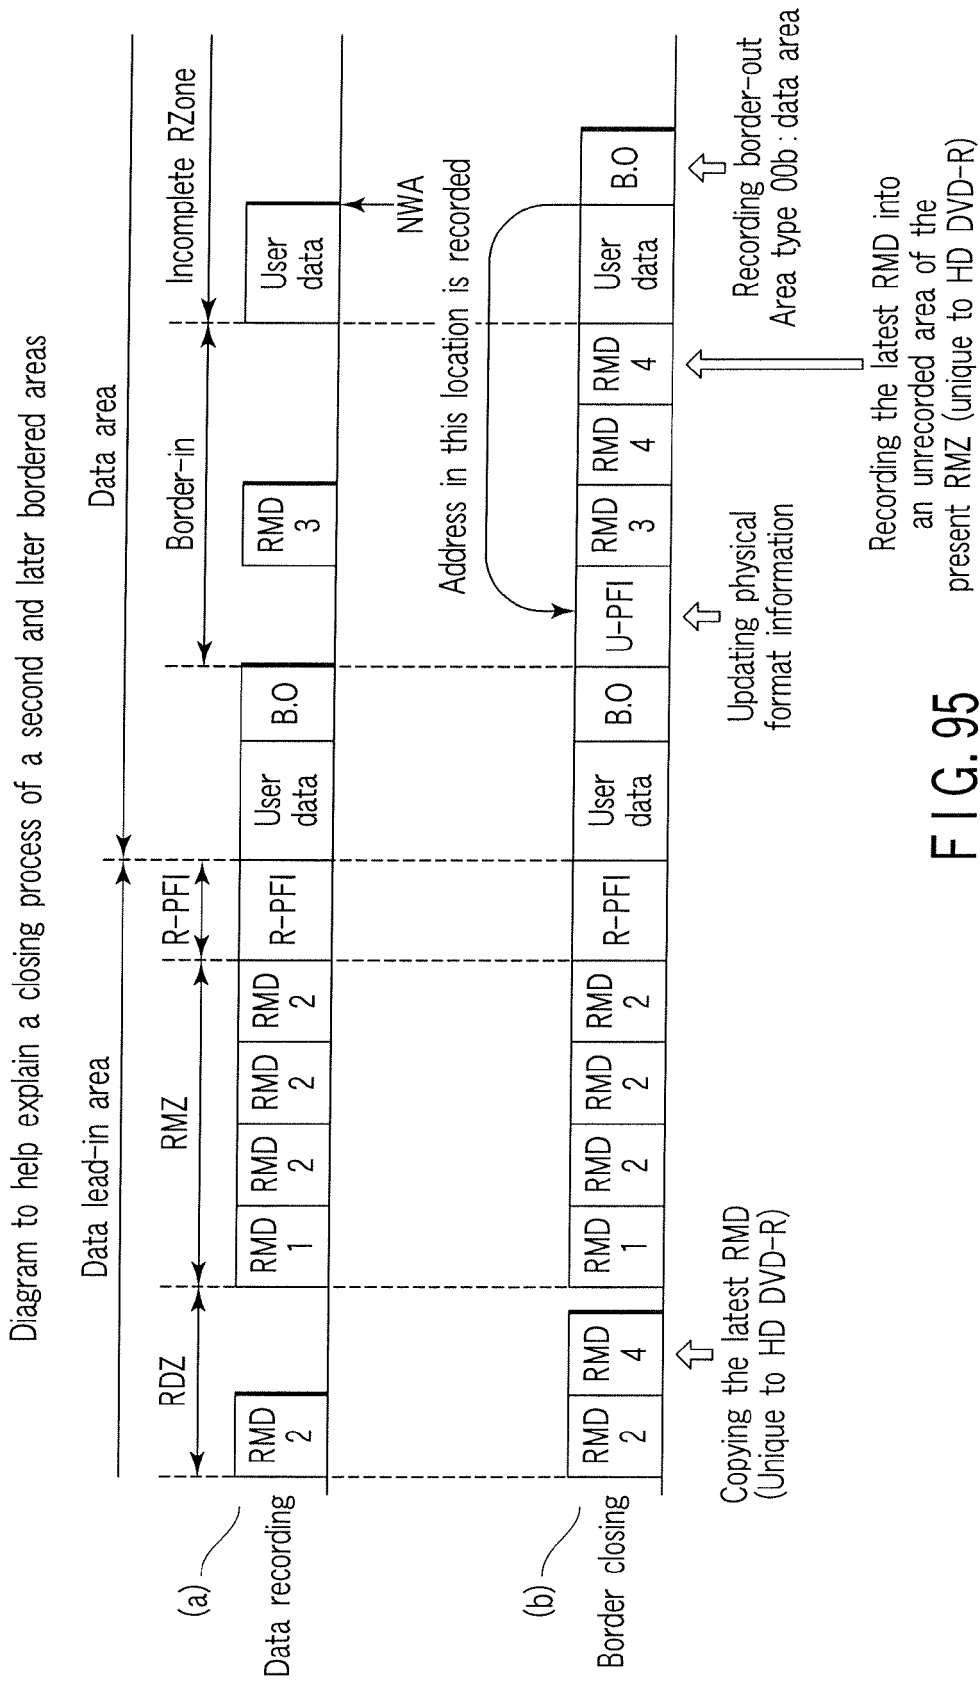 Diagram to help explain a closing process of a second and later bordered areas
Data lead-in area
Data area
RDZ
RMZ
R-PFI
Border-in
Incomplete RZone
(a)
Data recording
RMD
2
RMD
1
RMD
2
RMD
2
RMD
2
R-PFI
User
data
B.O
RMD
3
User
data
NWA
Address in this location is recorded
(b)
Border closing
RMD
2
RMD
4
RMD
1
RMD
2
RMD
2
RMD
2
R-PFI
User
data
B.O
U-PFI
RMD
3
RMD
4
RMD
4
User
data
B.O
Copying the latest RMD
(Unique to HD DVD-R)
Updating physical
format information
Recording border-out
Area type 00b: data area
Recording the latest RMD into
an unrecorded area of the
present RMZ (unique to HD DVD-R)
FIG. 95